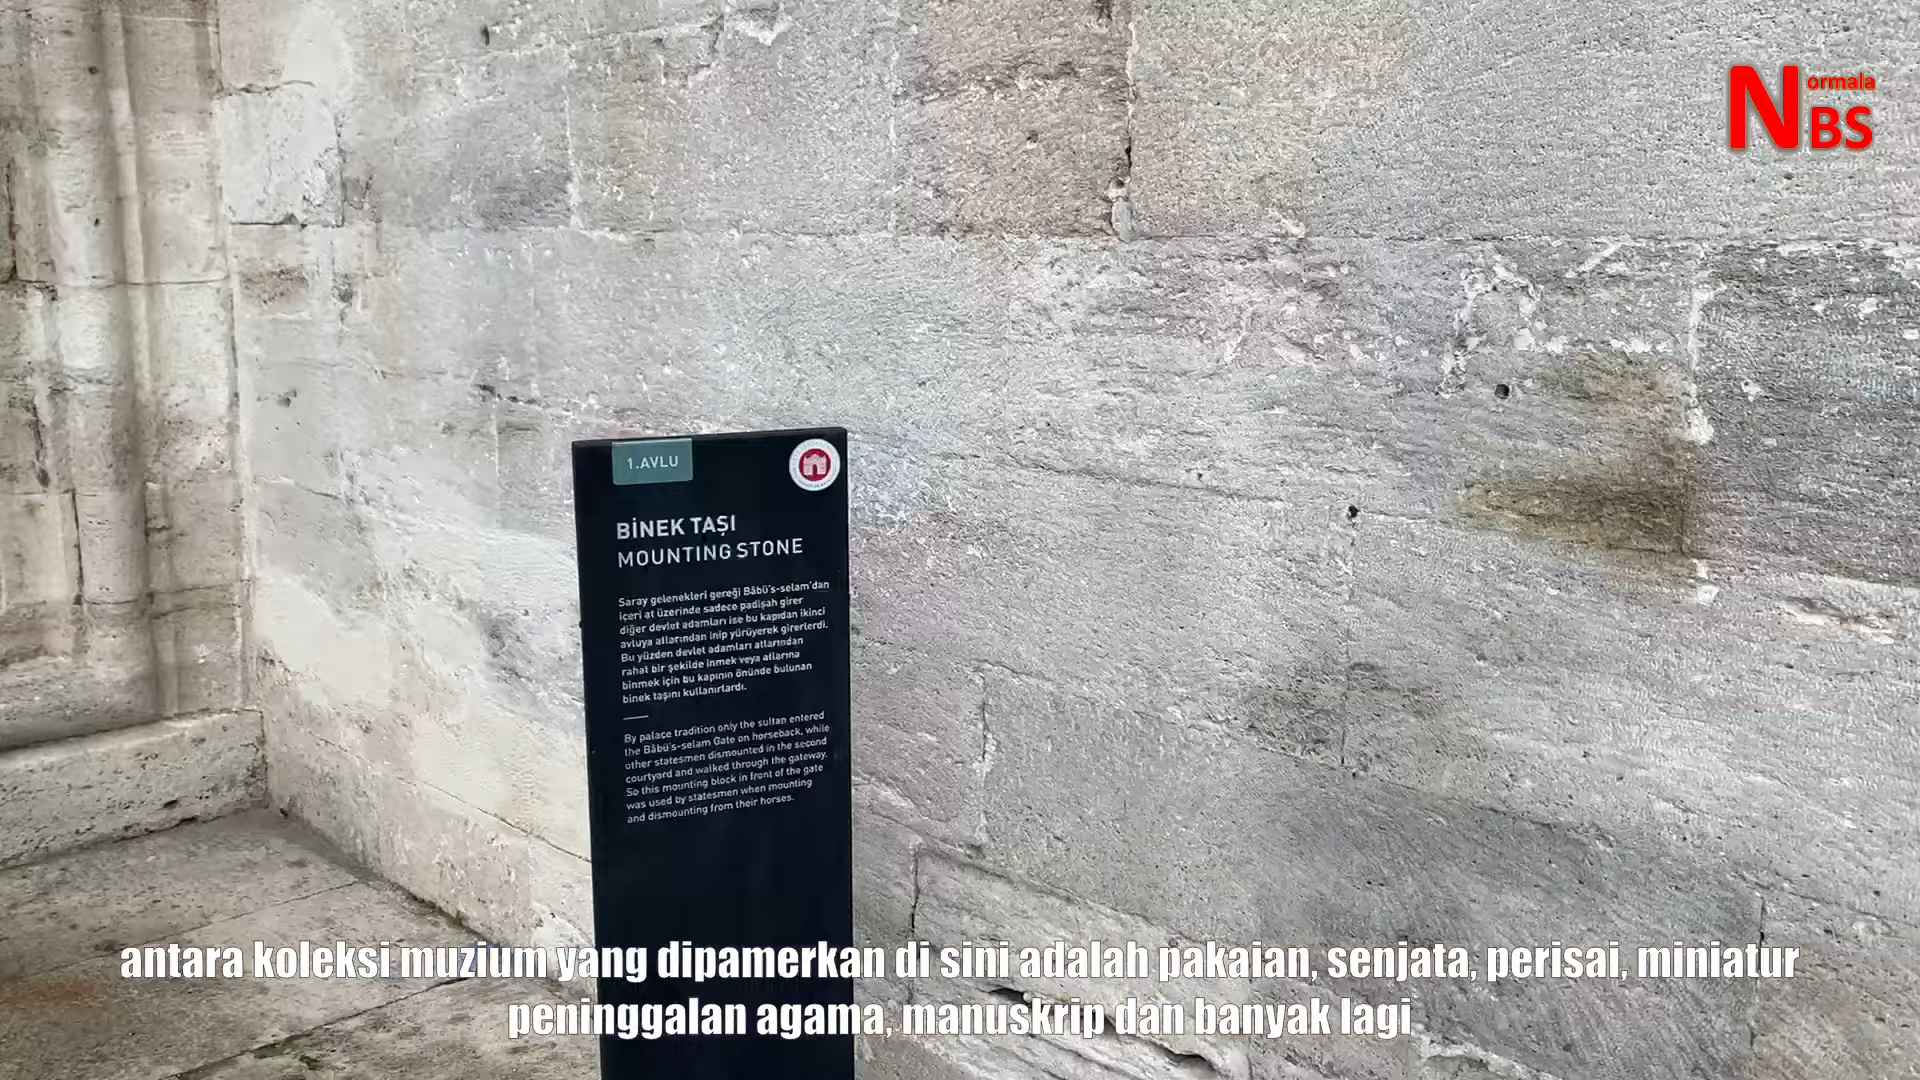 Normala
NBS
1.AVLU
BİNEK TAŞI
MOUNTING STONE
Saray gelenekleri gereği Bâbü's-selam'dan
içeri at üzerinde sadece padişah girer
diğer devlet adamları ise bu kapıdan ikinci
avluya atlarından inip yürüyerek girerlerdi.
Bu yüzden devlet adamları atlarından
rahat bir şekilde inmek veya atlarına
binmek için bu kapının önünde bulunan
binek taşını kullanırlardı.
By palace tradition only the sultan entered
the Bâbü's-selam Gate on horseback, while
other statesmen dismounted in the second
courtyard and walked through the gateway.
So this mounting block in front of the gate
was used by statesmen when mounting
and dismounting from their horses.
antara koleksi muzium yang dipamerkan di sini adalah pakaian, senjata, perisai, miniatur
peninggalan agama, manuskrip dan banyak lagi